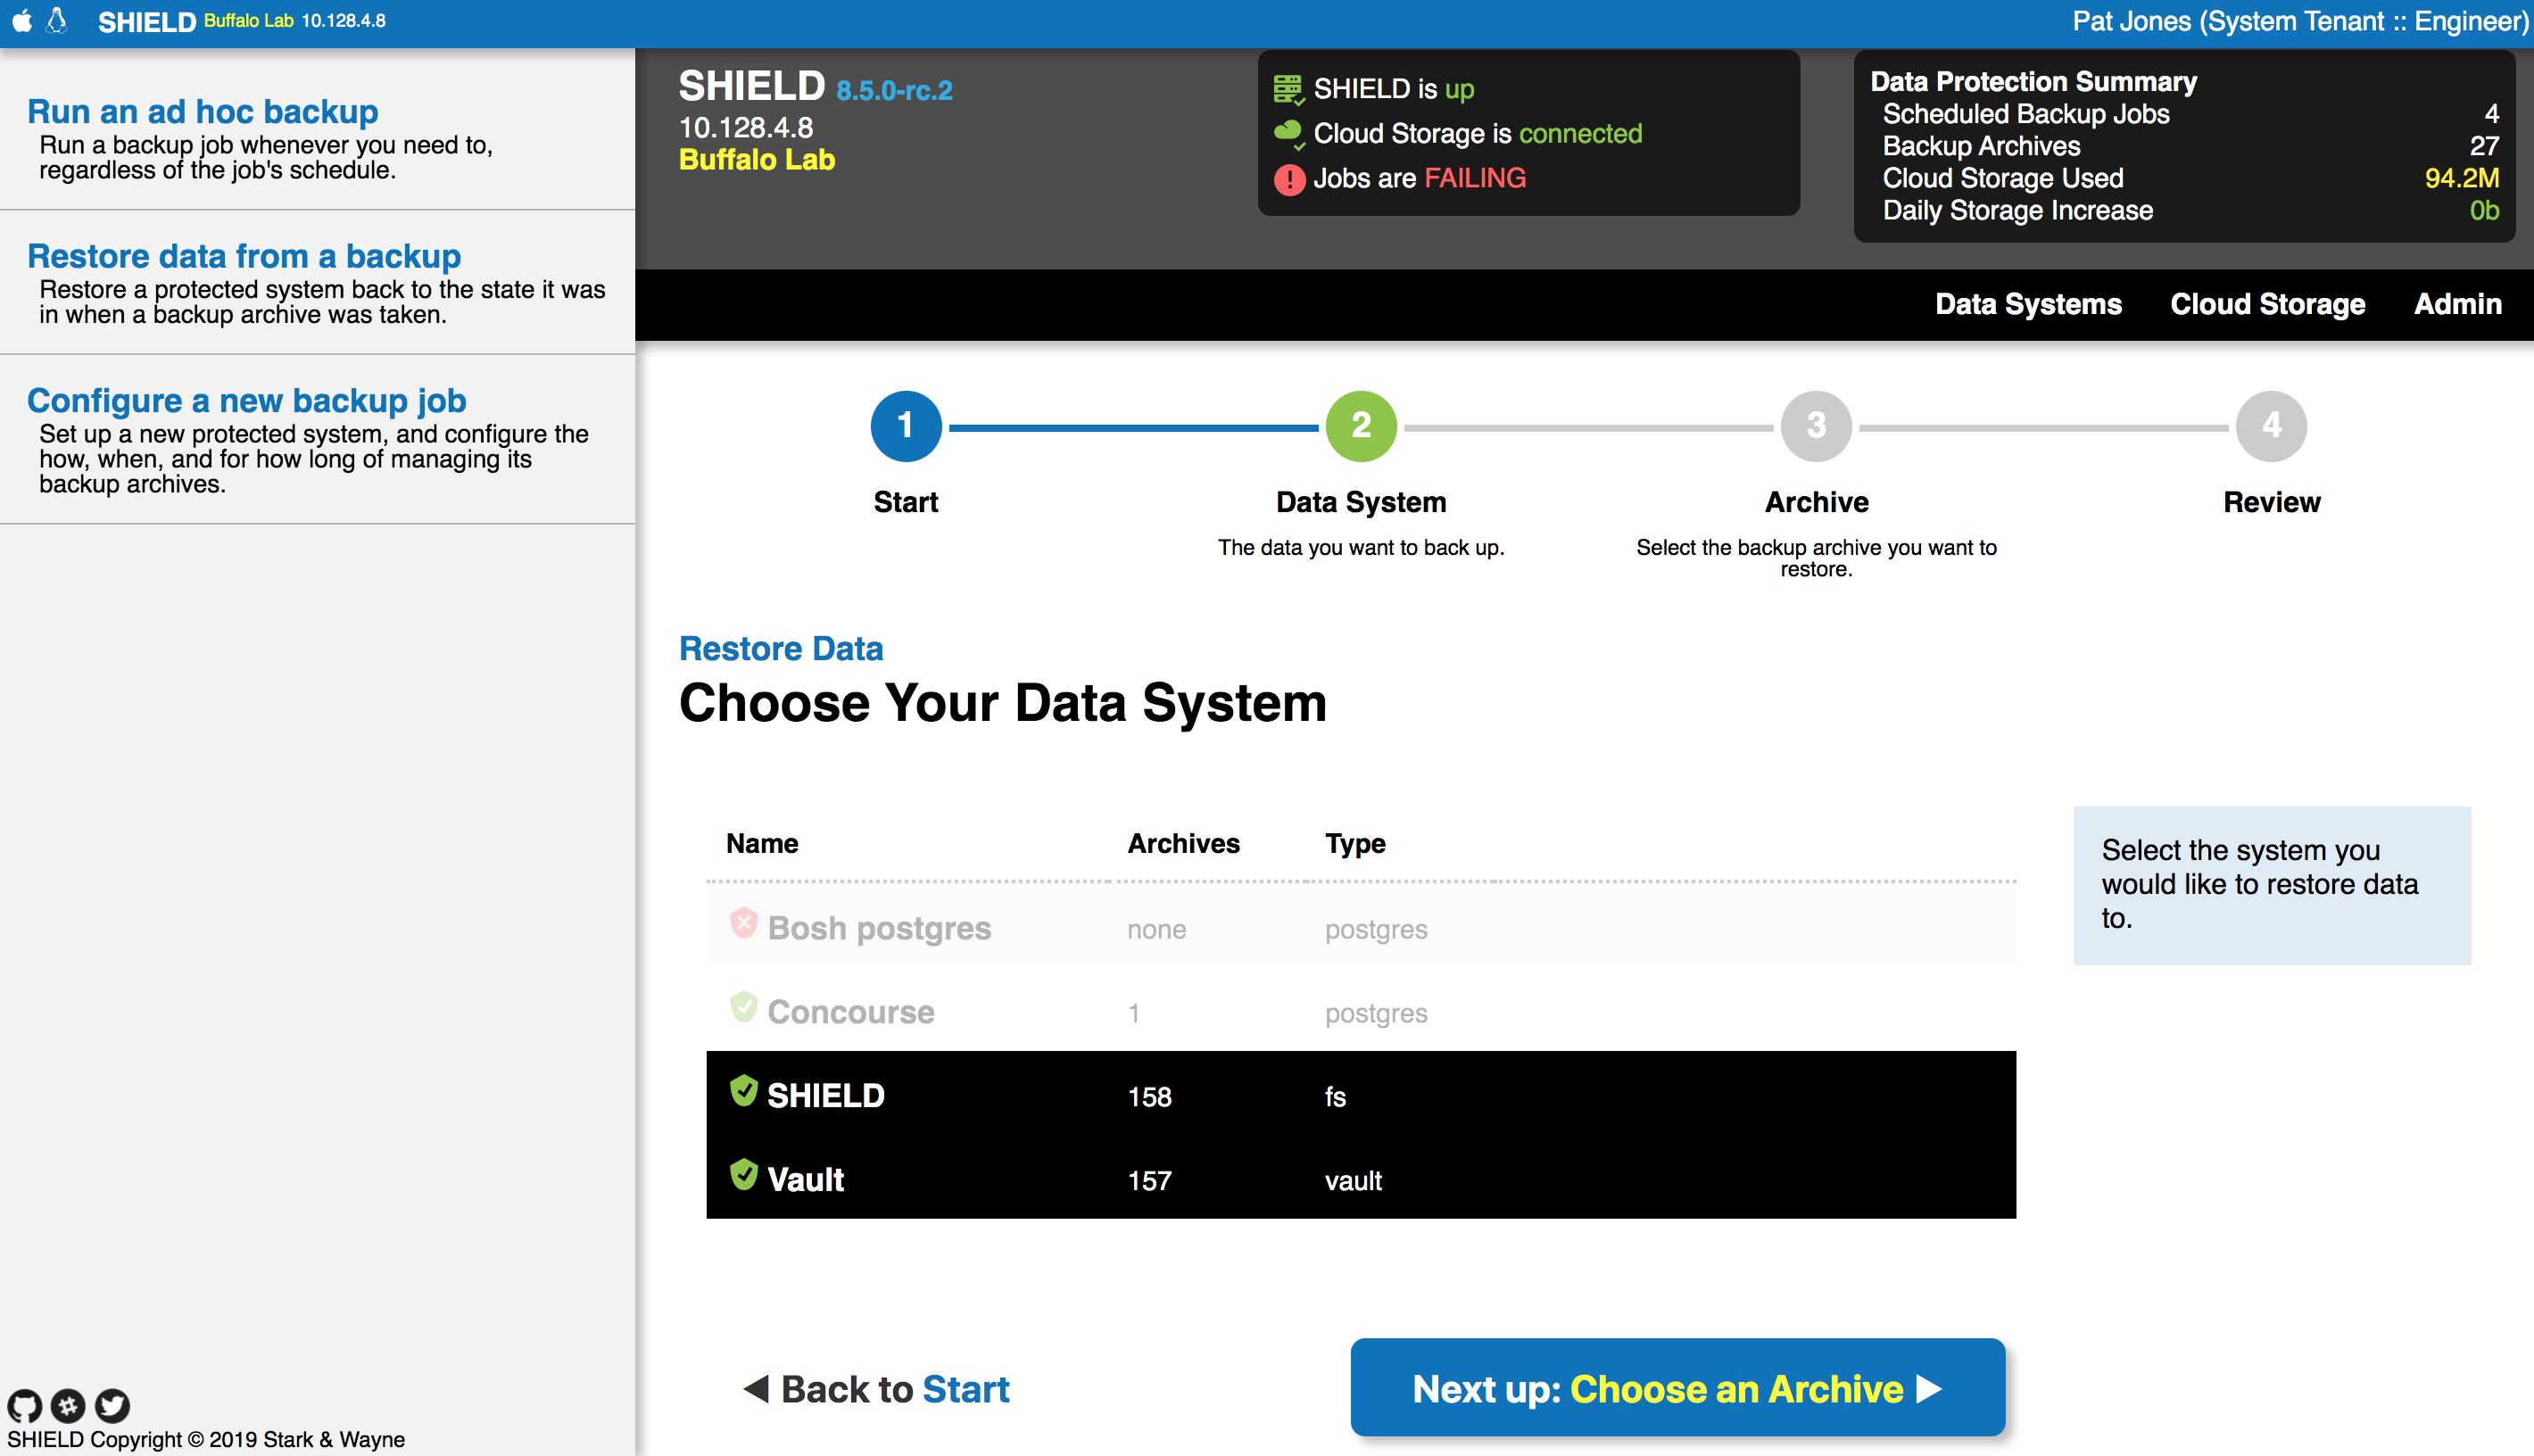 SHIELD Buffalo Lab 10.128.4.8
Pat Jones (System Tenant :: Engineer)
Run an ad hoc backup
Run a backup job whenever you need to,
regardless of the job's schedule.
Restore data from a backup
Restore a protected system back to the state it was
in when a backup archive was taken.
Configure a new backup job
Set up a new protected system, and configure the
how, when, and for how long of managing its
backup archives.
SHIELD 8.5.0-rc.2
10.128.4.8
Buffalo Lab
SHIELD is up
Cloud Storage is connected
Jobs are FAILING
Data Protection Summary
Scheduled Backup Jobs 4
Backup Archives 27
Cloud Storage Used 94.2M
Daily Storage Increase 0b
Data Systems Cloud Storage Admin
1 2 3 4
Start Data System Archive Review
The data you want to back up.
Select the backup archive you want to
restore.
Restore Data
Choose Your Data System
Name Archives Type
Bosh postgres none postgres
Concourse 1 postgres
SHIELD 158 fs
Vault 157 vault
Select the system you
would like to restore data
to.
Back to Start
Next up: Choose an Archive
SHIELD Copyright © 2019 Stark & Wayne